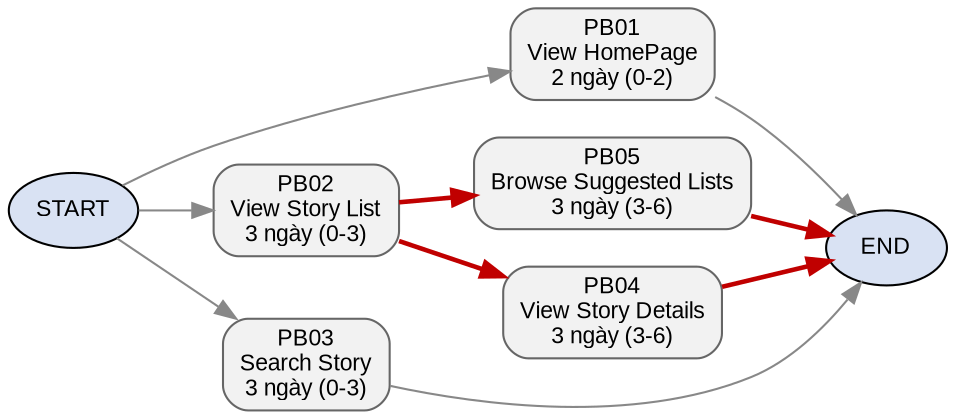 START
PB01
View HomePage
2 ngày (0-2)
PB02
View Story List
3 ngày (0-3)
PB05
Browse Suggested Lists
3 ngày (3-6)
PB04
View Story Details
3 ngày (3-6)
PB03
Search Story
3 ngày (0-3)
END